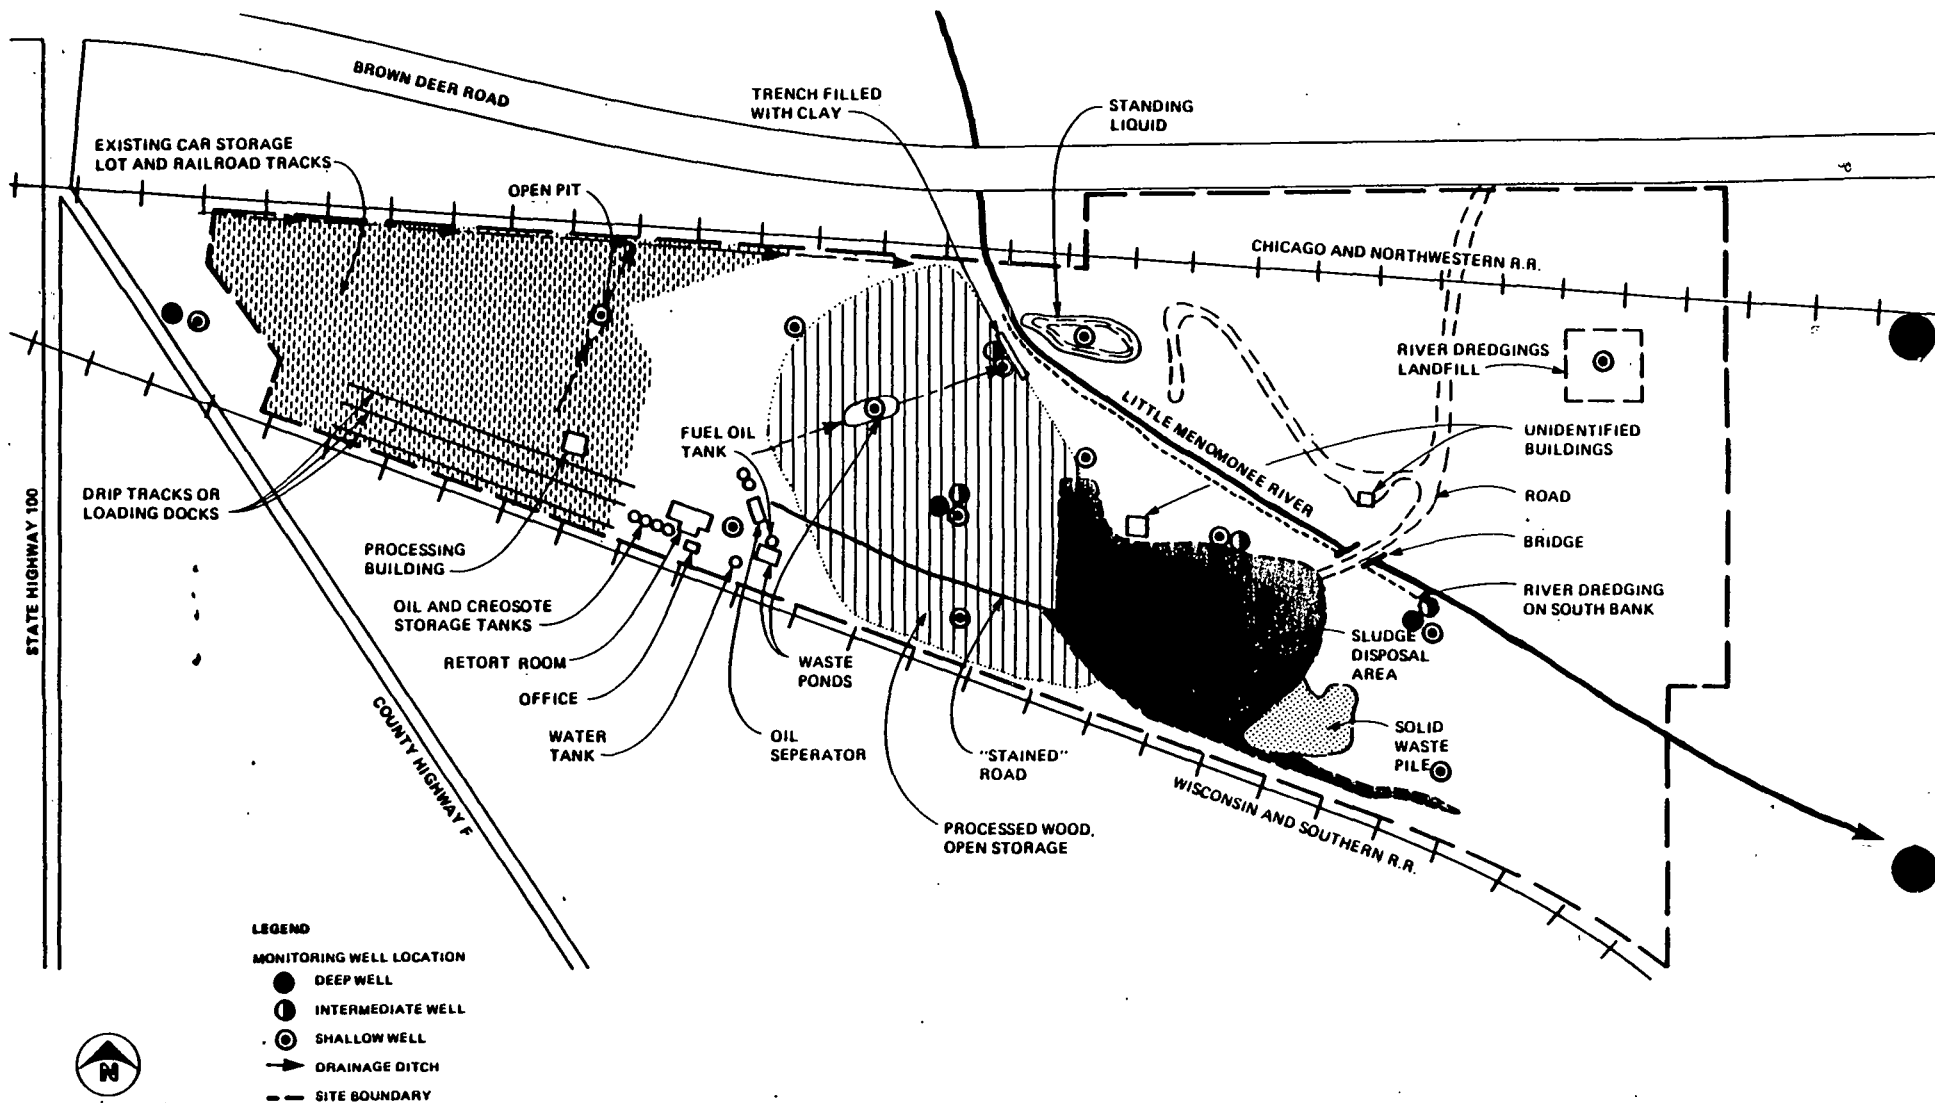 BROWN DEER ROAD
TRENCH FILLED
WITH CLAY
STANDING
LIQUID
EXISTING CAR STORAGE
LOT AND RAILROAD TRACKS
OPEN PIT
CHICAGO AND NORTHWESTERN R.R.
RIVER DREDGINGS
LANDFILL
LITTLE MENOMONEE RIVER
UNIDENTIFIED
BUILDINGS
FUEL OIL
TANK
ROAD
DRIP TRACKS OR
LOADING DOCKS
STATE HIGHWAY 100
PROCESSING
BUILDING
BRIDGE
RIVER DREDGING
ON SOUTH BANK
OIL AND CREOSOTE
STORAGE TANKS
SLUDGE
DISPOSAL
AREA
RETORT ROOM
WASTE
PONDS
OFFICE
COUNTY HIGHWAY F
WATER
TANK
OIL
SEPERATOR
"STAINED"
ROAD
SOLID
WASTE
PILE
WISCONSIN AND SOUTHERN R.R.
PROCESSED WOOD,
OPEN STORAGE
LEGEND
MONITORING WELL LOCATION
DEEP WELL
INTERMEDIATE WELL
SHALLOW WELL
DRAINAGE DITCH
SITE BOUNDARY
N